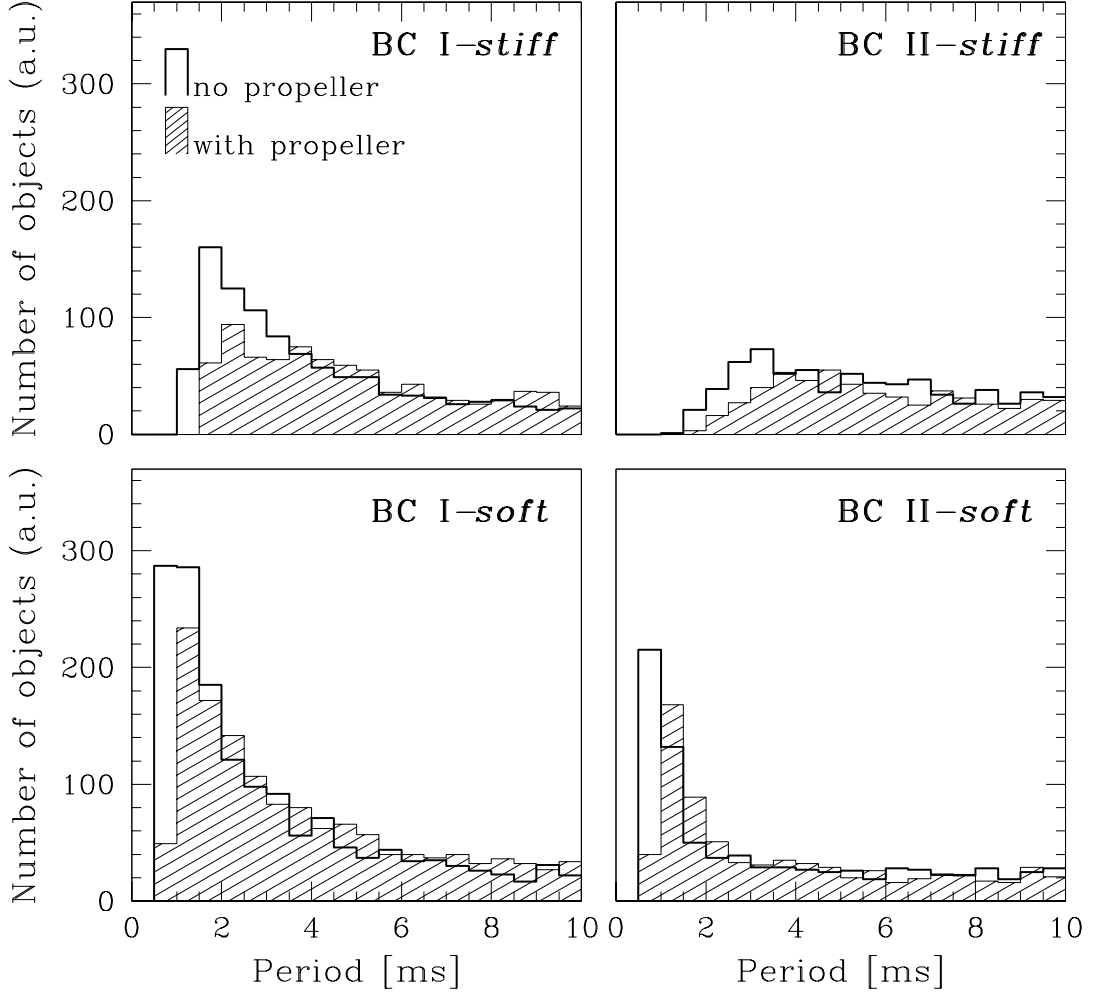 BC I-stiff
BC II-stiff
no propeller
with propeller
Number of objects (a.u.)
300
200
100
0
BC I-soft
BC II-soft
Number of objects (a.u.)
300
200
100
0
0 2 4 6 8 10
0 2 4 6 8 10
Period [ms]
Period [ms]